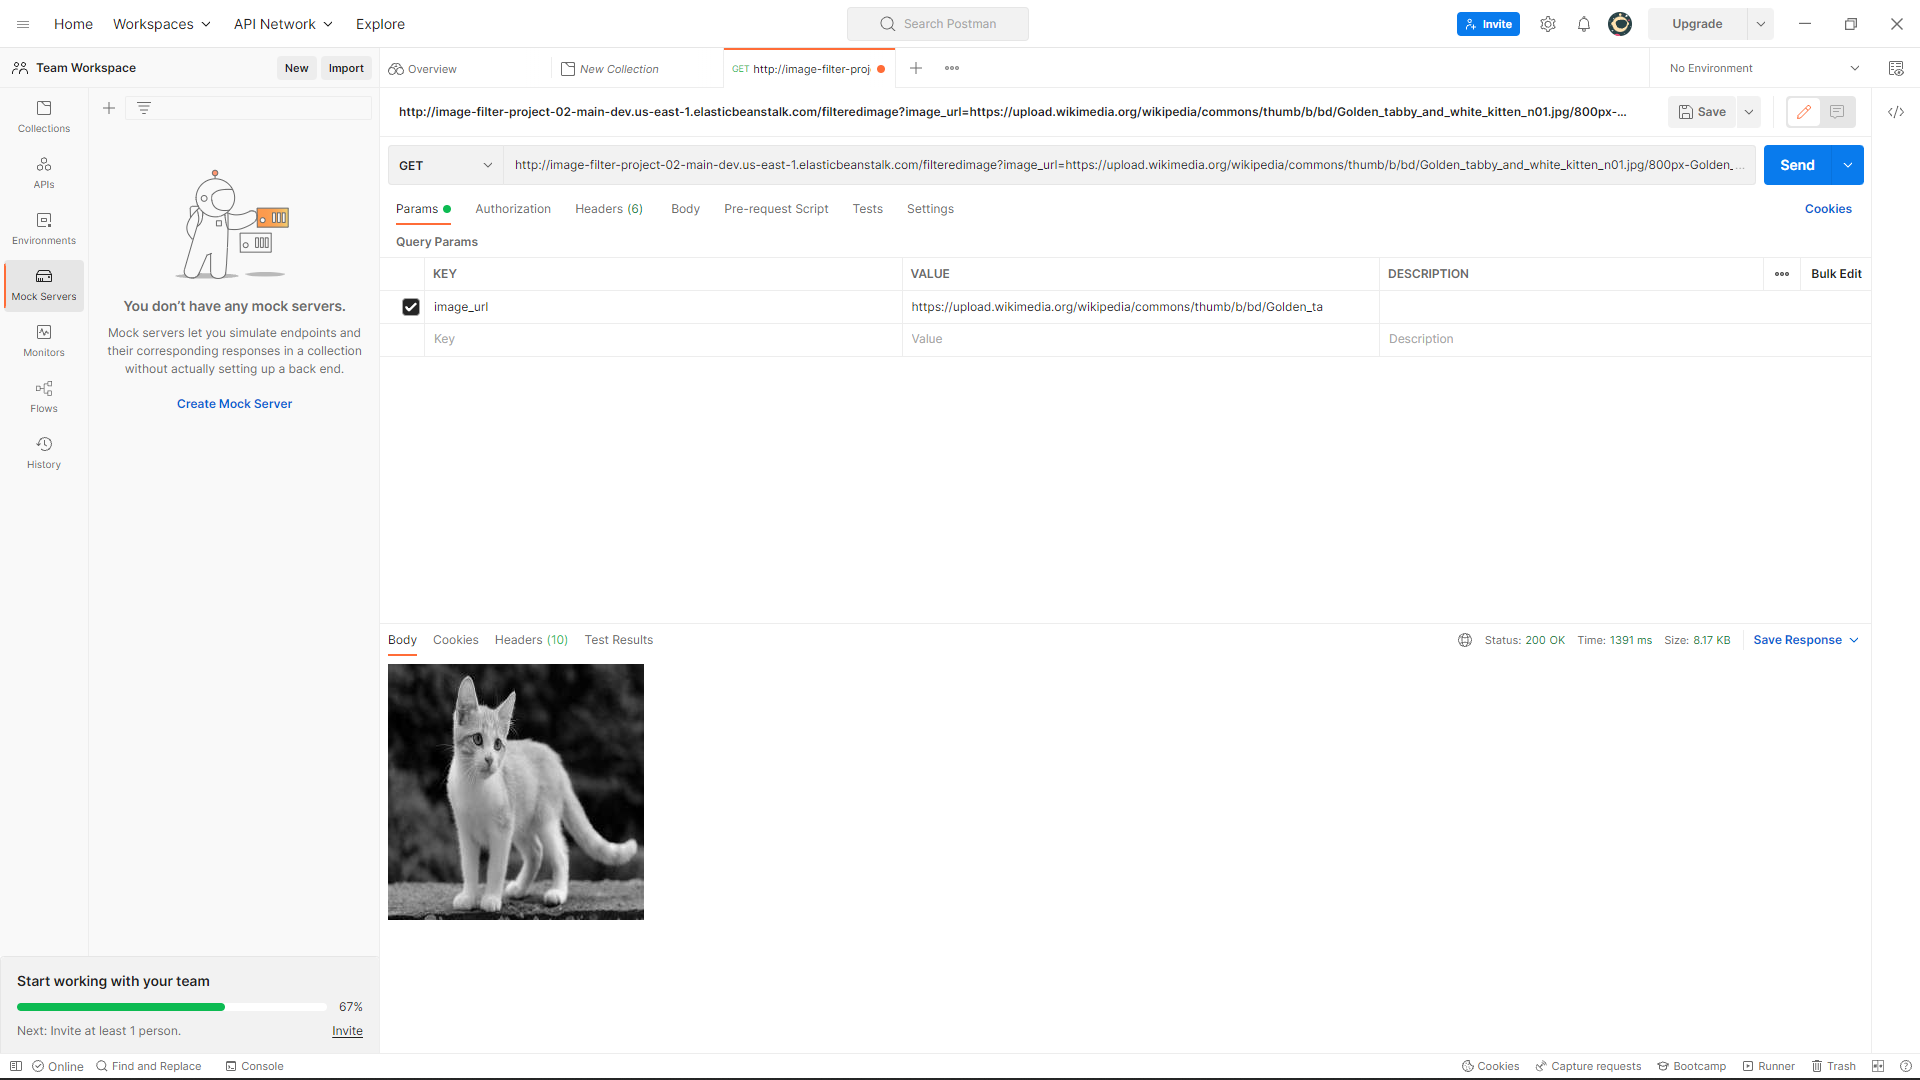 Home Workspaces API Network Explore
Search Postman
Invite Upgrade
Team Workspace New Import
Overview New Collection GET http://image-filter-proj
No Environment
http://image-filter-project-02-main-dev.us-east-1.elasticbeanstalk.com/filteredimage?image_url=https://upload.wikimedia.org/wikipedia/commons/thumb/b/bd/Golden_tabby_and_white_kitten_n01.jpg/800px-...
Save
GET http://image-filter-project-02-main-dev.us-east-1.elasticbeanstalk.com/filteredimage?image_url=https://upload.wikimedia.org/wikipedia/commons/thumb/b/bd/Golden_tabby_and_white_kitten_n01.jpg/800px-Golden_...
Send
Params Authorization Headers (6) Body Pre-request Script Tests Settings Cookies
Query Params
KEY VALUE DESCRIPTION Bulk Edit
image_url https://upload.wikimedia.org/wikipedia/commons/thumb/b/bd/Golden_ta
Key Value Description
Collections
APIs
Environments
Mock Servers
Monitors
Flows
History
You don't have any mock servers.
Mock servers let you simulate endpoints and
their corresponding responses in a collection
without actually setting up a back end.
Create Mock Server
Body Cookies Headers (10) Test Results
Status: 200 OK Time: 1391 ms Size: 8.17 KB Save Response
Start working with your team
67%
Next: Invite at least 1 person. Invite
Online Find and Replace Console
Cookies Capture requests Bootcamp Runner Trash